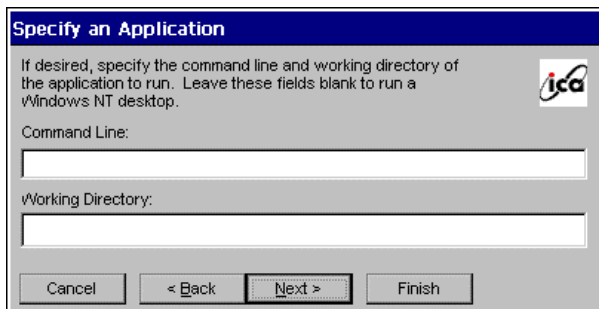 Specify an Application
If desired, specify the command line and working directory of
the application to run. Leave these fields blank to run a
Windows NT desktop.
ica
Command Line:
Working Directory:
Cancel
< Back
Next >
Finish